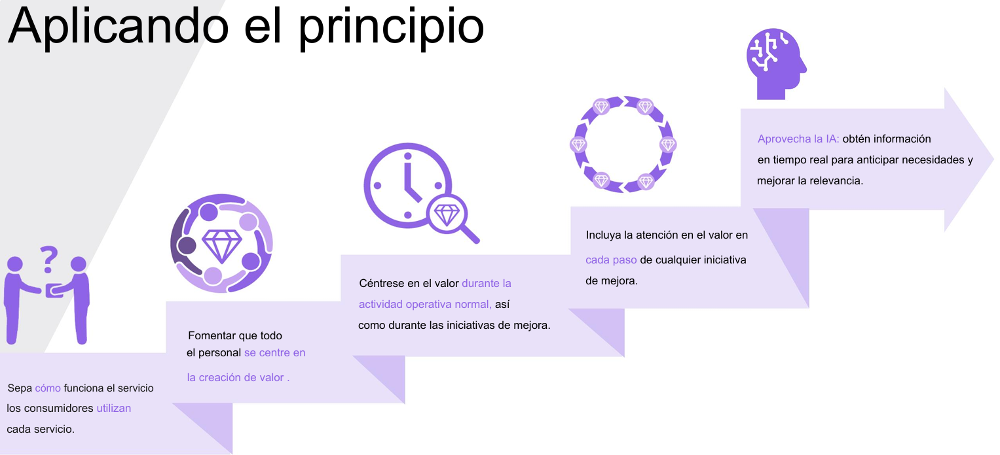 Aplicando el principio
Sepa cómo funciona el servicio
los consumidores utilizan
cada servicio.
Fomentar que todo
el personal se centre en
la creación de valor .
Céntrese en el valor durante la
actividad operativa normal, así
como durante las iniciativas de mejora.
Incluya la atención en el valor en
cada paso de cualquier iniciativa
de mejora.
Aprovecha la IA: obtén información
en tiempo real para anticipar necesidades y
mejorar la relevancia.
?